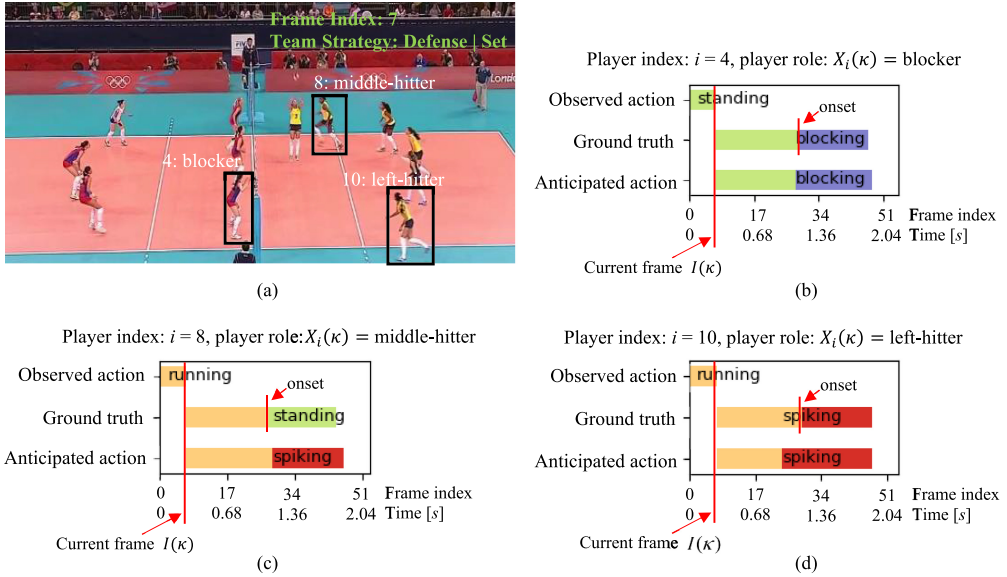 Frame Index: 7
Team Strategy: Defense | Set
8: middle-hitter
4: blocker
10: left-hitter
London
(a)
Player index: i = 4, player role: X_i(κ) = blocker
Observed action
standing
onset
Ground truth
blocking
Anticipated action
blocking
0 17 34 51 Frame index
0 0.68 1.36 2.04 Time [s]
Current frame I(κ)
(b)
Player index: i = 8, player role:X_i(κ) = middle-hitter
Observed action
running
onset
Ground truth
standing
Anticipated action
spiking
0 17 34 51 Frame index
0 0.68 1.36 2.04 Time [s]
Current frame I(κ)
(c)
Player index: i = 10, player role: X_i(κ) = left-hitter
Observed action
running
onset
Ground truth
spiking
Anticipated action
spiking
0 17 34 51 Frame index
0 0.68 1.36 2.04 Time [s]
Current frame I(κ)
(d)